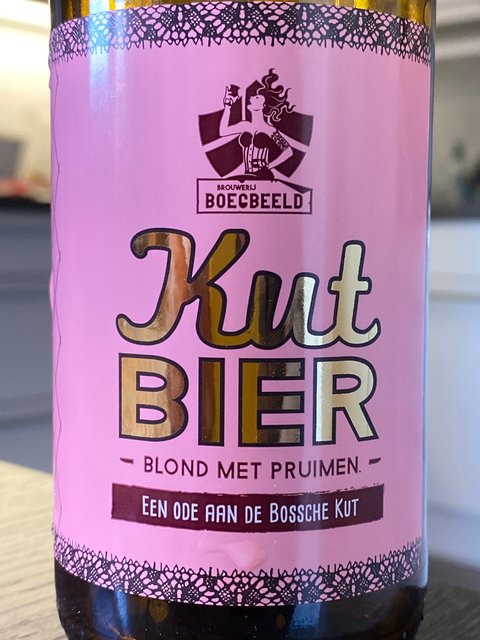 BROUWERIJ
BOEGBEELD
Kut
BIER
BLOND MET PRUIMEN.
EEN ODE AAN DE BOSSCHE KUT